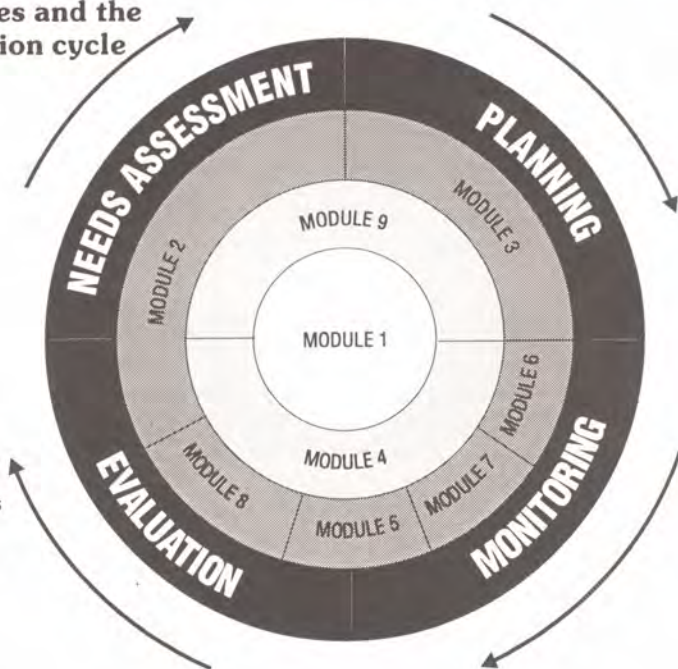 es and the
ion cycle
NEEDS ASSESSMENT
PLANNING
MODULE 2
MODULE 9
MODULE 3
MODULE 1
MODULE 6
MODULE 4
MODULE 7
MODULE 8
MODULE 5
EVALUATION
MONITORING
s